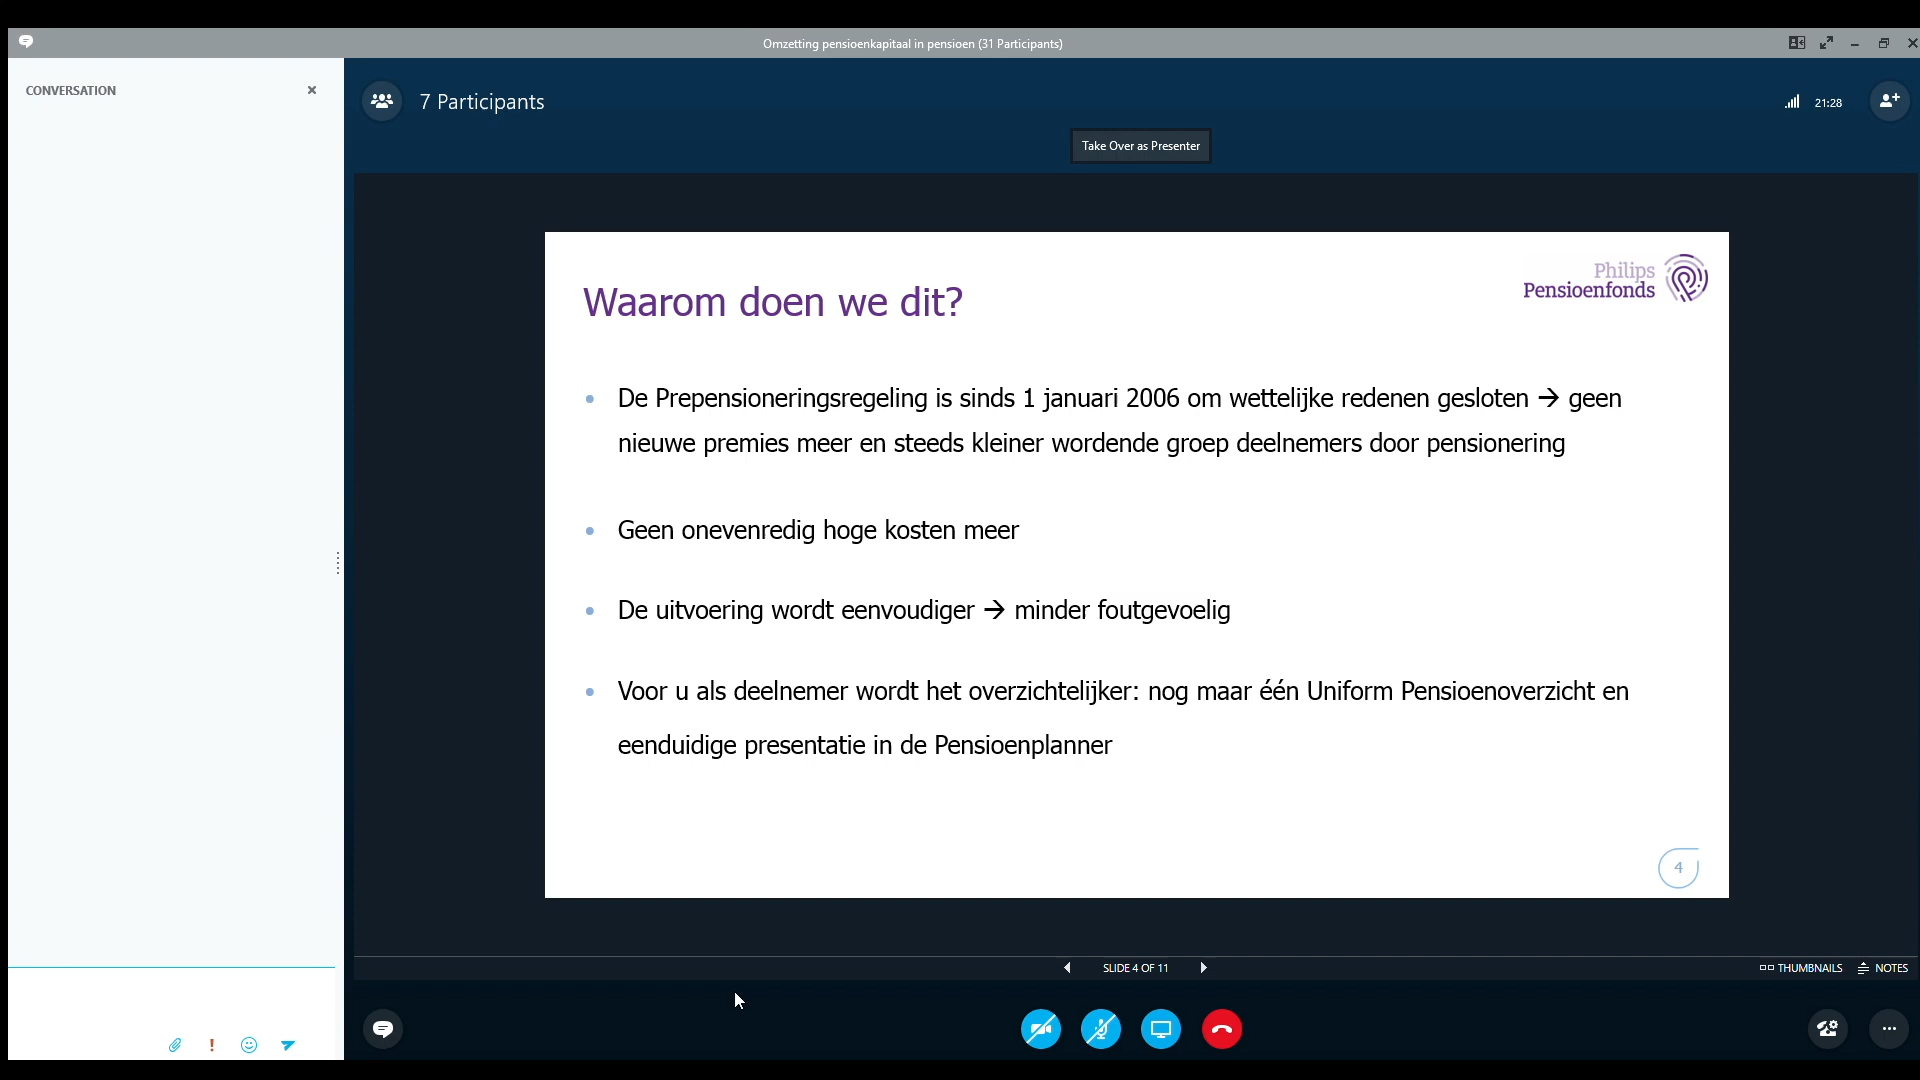 Omzetting pensioenkapitaal in pensioen (31 Participants)
CONVERSATION
7 Participants
21:28
Take Over as Presenter
Philips
Pensioenfonds
Waarom doen we dit?
• De Prepensioneringsregeling is sinds 1 januari 2006 om wettelijke redenen gesloten → geen
nieuwe premies meer en steeds kleiner wordende groep deelnemers door pensionering
• Geen onevenredig hoge kosten meer
• De uitvoering wordt eenvoudiger → minder foutgevoelig
• Voor u als deelnemer wordt het overzichtelijker: nog maar één Uniform Pensioenoverzicht en
eenduidige presentatie in de Pensioenplanner
4
SLIDE 4 OF 11
THUMBNAILS
NOTES